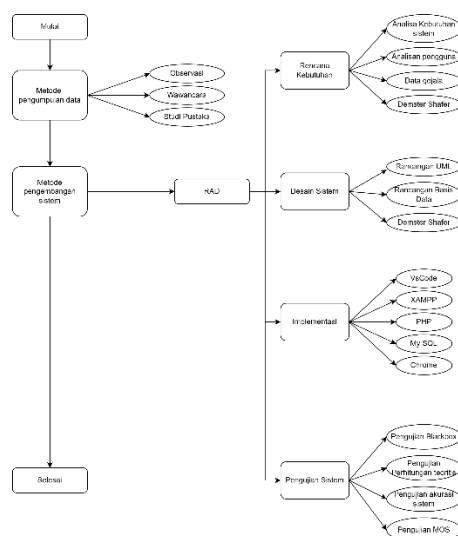 Mulai
Metode
pengumpulan data
Observasi
Wawancara
Studi Pustaka
Metode
pengembangan
sistem
RAD
Selesai
Rencana
Kebutuhan
Analisa Kebutuhan
sistem
Analisan pengguna
Data gejala
Demster Shafer
Desain Sistem
Rancangan UML
Rancangan Basis
Data
Demster Shafer
Implementasi
VsCode
XAMPP
PHP
My SQL
Chrome
Pengujian Sistem
Pengujian Blackbox
Pengujian
Perhitungan teoritis
Pengujian akurasi
sistem
Pengujian MOS